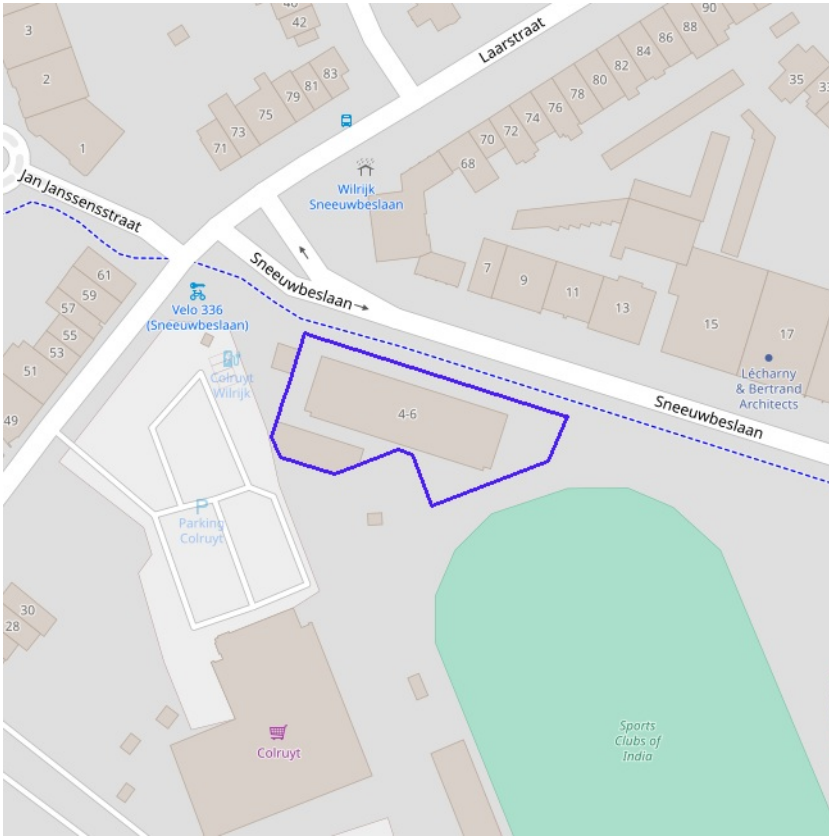 90
42
88
3
Laarstraat
86
84
83
82
35
33
2
81
80
79
78
75
76
74
73
72
70
71
1
68
Jan Janssensstraat
Wilrijk
Sneeuwbeslaan
61
Sneeuwbeslaan
7
9
59
11
57
13
Velo 336
(Sneeuwbeslaan)
15
17
55
53
51
Colruyt
Wilrijk
Lécharny
& Bertrand
Architects
4-6
Sneeuwbeslaan
49
P
Parking
Colruyt
30
28
Sports
Clubs of
India
Colruyt